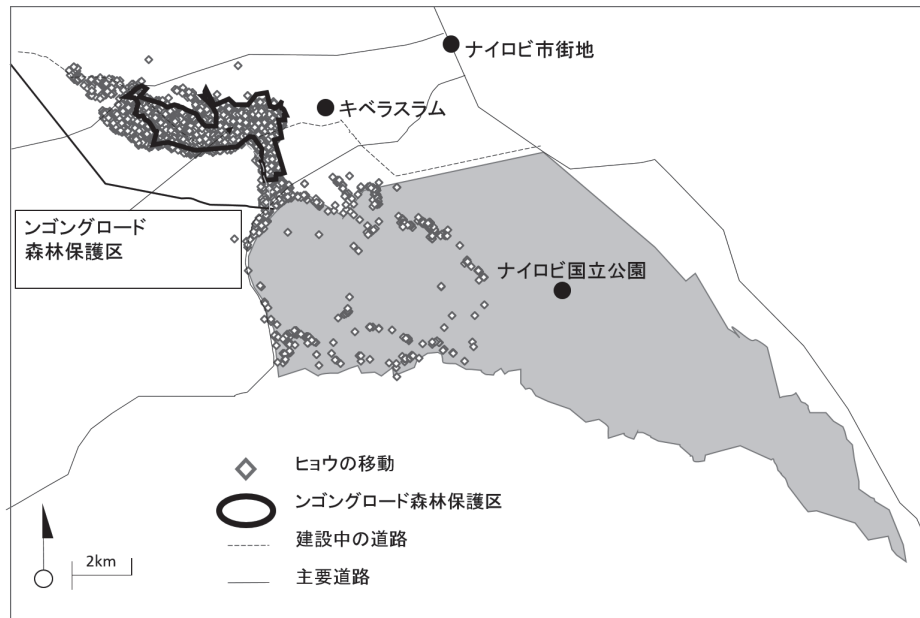 ナイロビ市街地
キベラスラム
ンゴングロード
森林保護区
ナイロビ国立公園
ヒョウの移動
ンゴングロード森林保護区
建設中の道路
主要道路
2km